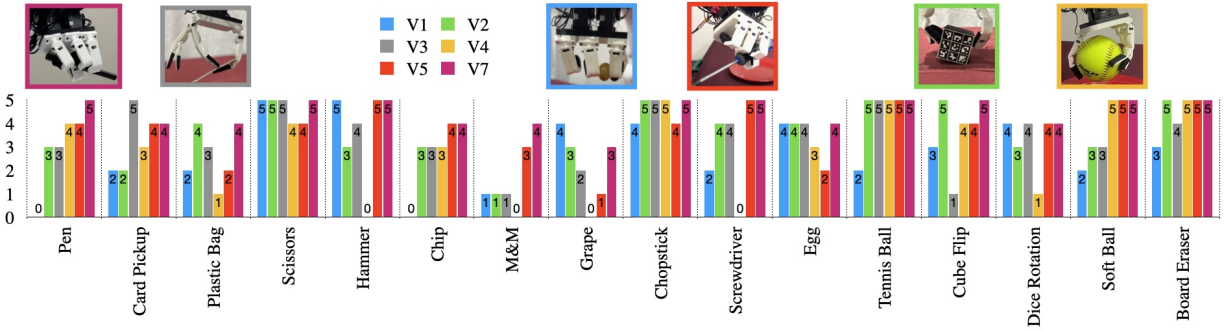 V1 V2
V3 V4
V5 V7
5
4
3
2
1
0
0 3 3 4 4 5
2 2 5 3 4 4
2 4 3 1 2 4
5 5 5 4 4 5
5 3 4 0 5 5
0 3 3 3 4 4
1 1 1 0 3 4
4 3 2 0 1 3
4 5 5 5 4 5
2 4 4 0 5 5
4 4 4 3 2 4
2 5 5 5 5 5
3 5 1 4 4 5
4 3 4 1 4 4
2 3 3 5 5 5
3 5 4 5 5 5
Pen
Card Pickup
Plastic Bag
Scissors
Hammer
Chip
M&M
Grape
Chopstick
Screwdriver
Egg
Tennis Ball
Cube Flip
Dice Rotation
Soft Ball
Board Eraser